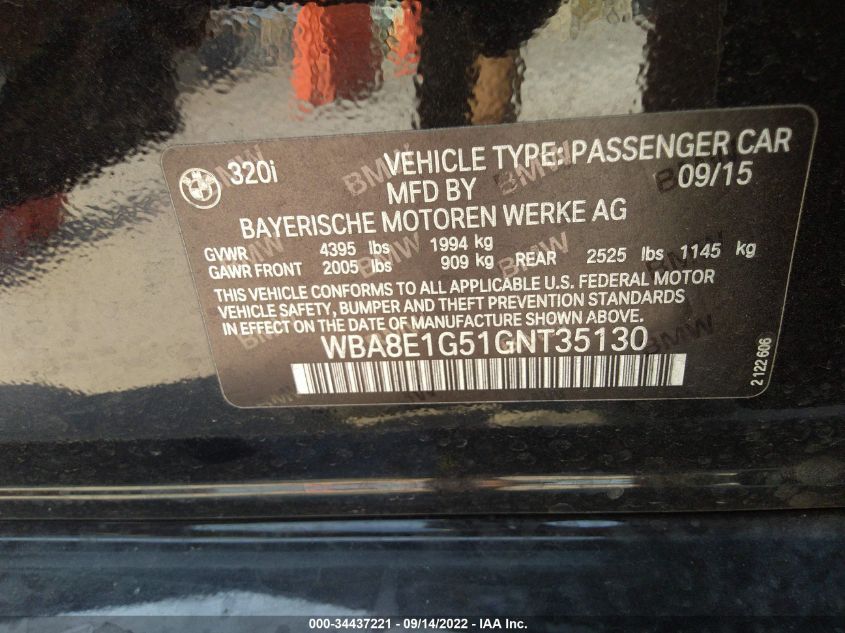 320i VEHICLE TYPE: PASSENGER CAR
MFD BY 09/15
BAYERISCHE MOTOREN WERKE AG
GVWR 4395 lbs 1994 kg
GAWR FRONT 2005 lbs 909 kg REAR 2525 lbs 1145 kg
THIS VEHICLE CONFORMS TO ALL APPLICABLE U.S. FEDERAL MOTOR
VEHICLE SAFETY, BUMPER AND THEFT PREVENTION STANDARDS
IN EFFECT ON THE DATE OF MANUFACTURE SHOWN ABOVE.
WBA8E1G51GNT35130
2 122 606
000-34437221 - 09/14/2022 - IAA Inc.